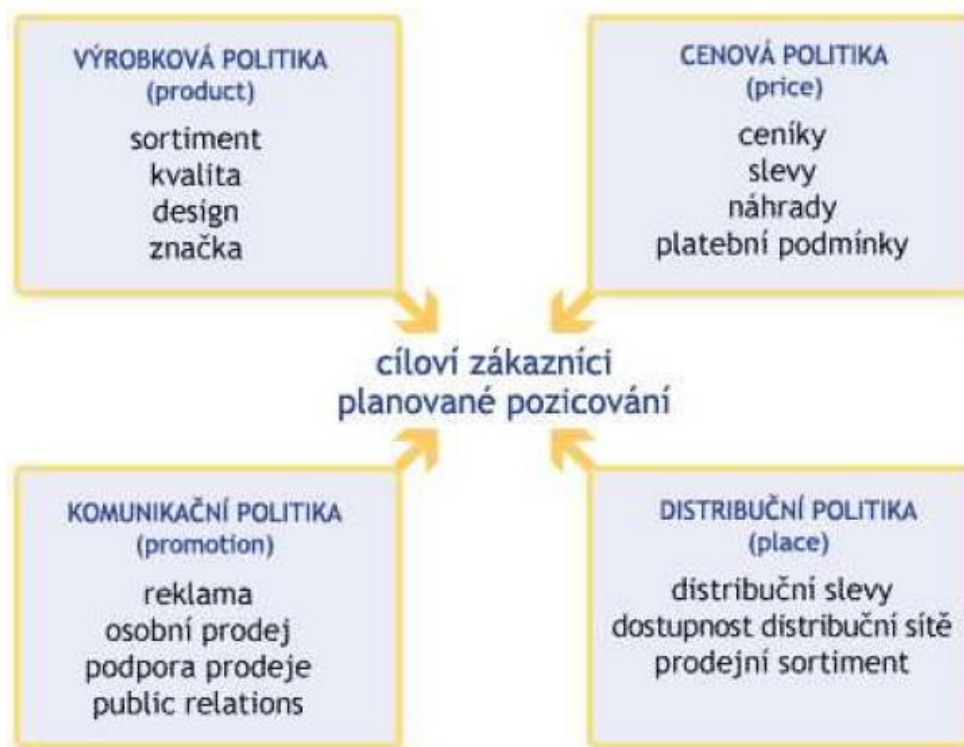 VÝROBKOVÁ POLITIKA
(product)
sortiment
kvalita
design
značka
CENOVÁ POLITIKA
(price)
ceníky
slevy
náhrady
platební podmínky
cíloví zákazníci
planované pozicování
KOMUNIKAČNÍ POLITIKA
(promotion)
reklama
osobní prodej
podpora prodeje
public relations
DISTRIBUČNÍ POLITIKA
(place)
distribuční slevy
dostupnost distribuční sítě
prodejní sortiment